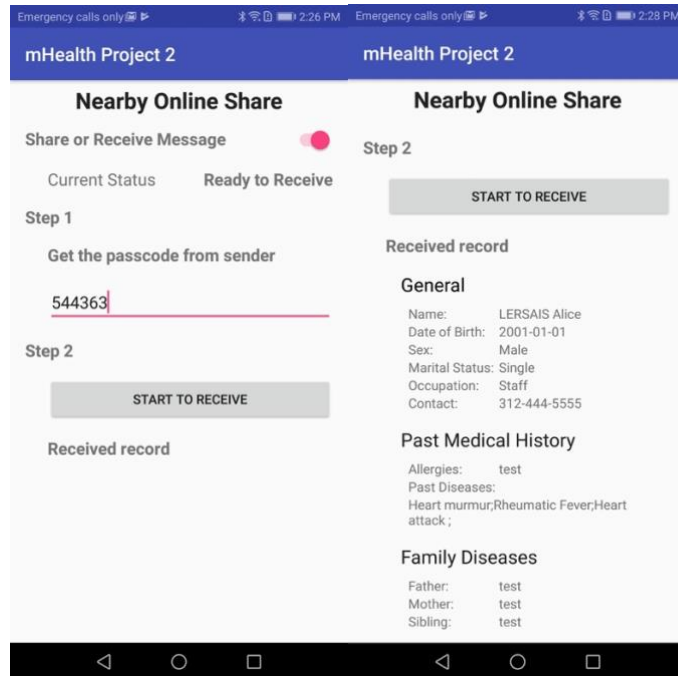 Emergency calls only 2:26 PM
mHealth Project 2
Nearby Online Share
Share or Receive Message
Current Status Ready to Receive
Step 1
Get the passcode from sender
544363
Step 2
START TO RECEIVE
Received record
Emergency calls only 2:28 PM
mHealth Project 2
Nearby Online Share
Step 2
START TO RECEIVE
Received record
General
Name: LERSAIS Alice
Date of Birth: 2001-01-01
Sex: Male
Marital Status: Single
Occupation: Staff
Contact: 312-444-5555
Past Medical History
Allergies: test
Past Diseases:
Heart murmur;Rheumatic Fever;Heart
attack ;
Family Diseases
Father: test
Mother: test
Sibling: test